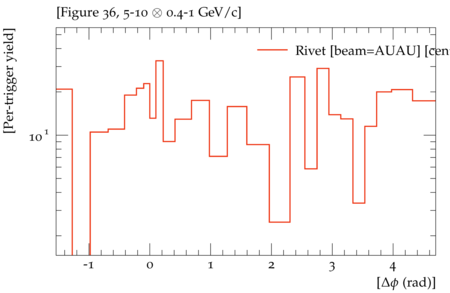 [Figure 36, 5-10 ⊗ 0.4-1 GeV/c]
[Per-trigger yield]
Rivet [beam=AUAU] [cen
10¹
-1 0 1 2 3 4
[Δϕ (rad)]